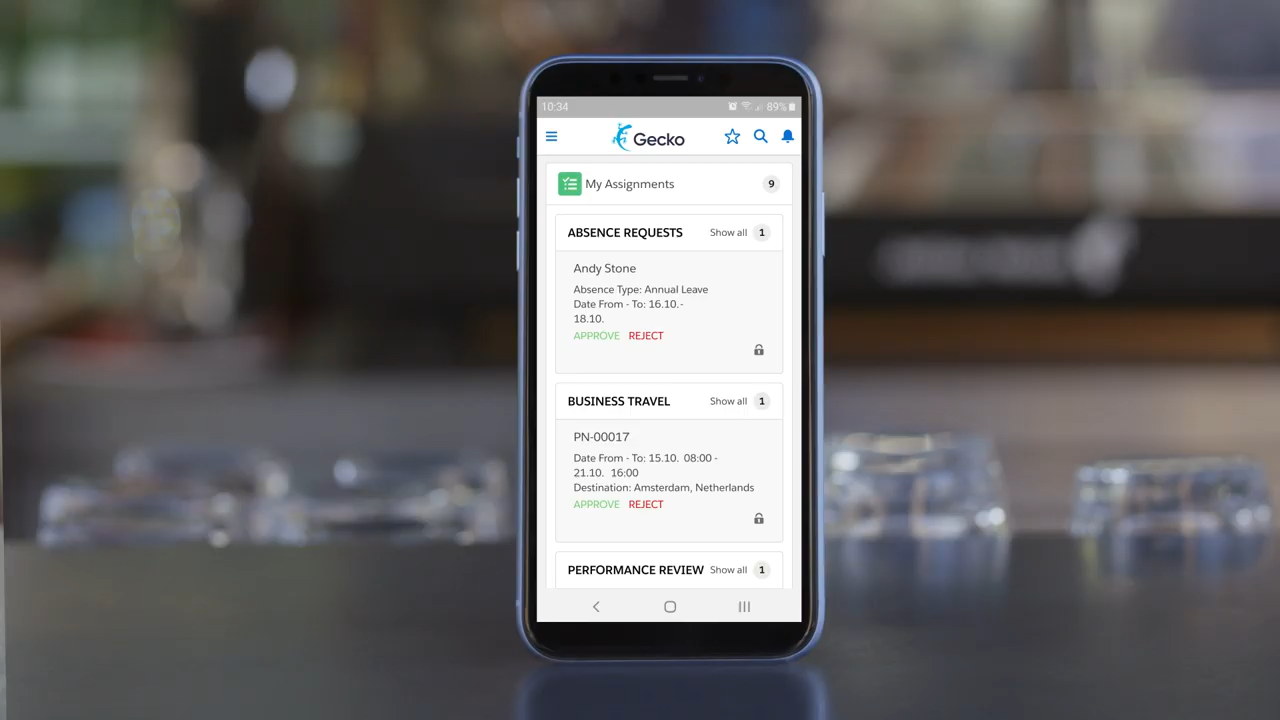 10:34
89%
Gecko
My Assignments 9
ABSENCE REQUESTS Show all 1
Andy Stone
Absence Type: Annual Leave
Date From - To: 16.10.-
18.10.
APPROVE REJECT
BUSINESS TRAVEL Show all 1
PN-00017
Date From - To: 15.10. 08:00 -
21.10. 16:00
Destination: Amsterdam, Netherlands
APPROVE REJECT
PERFORMANCE REVIEW Show all 1